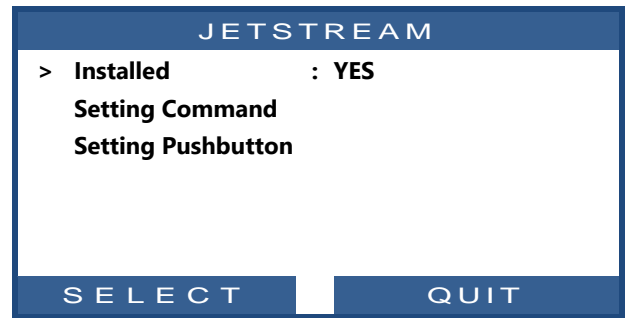 JETSTREAM
> Installed : YES
Setting Command
Setting Pushbutton
SELECT QUIT